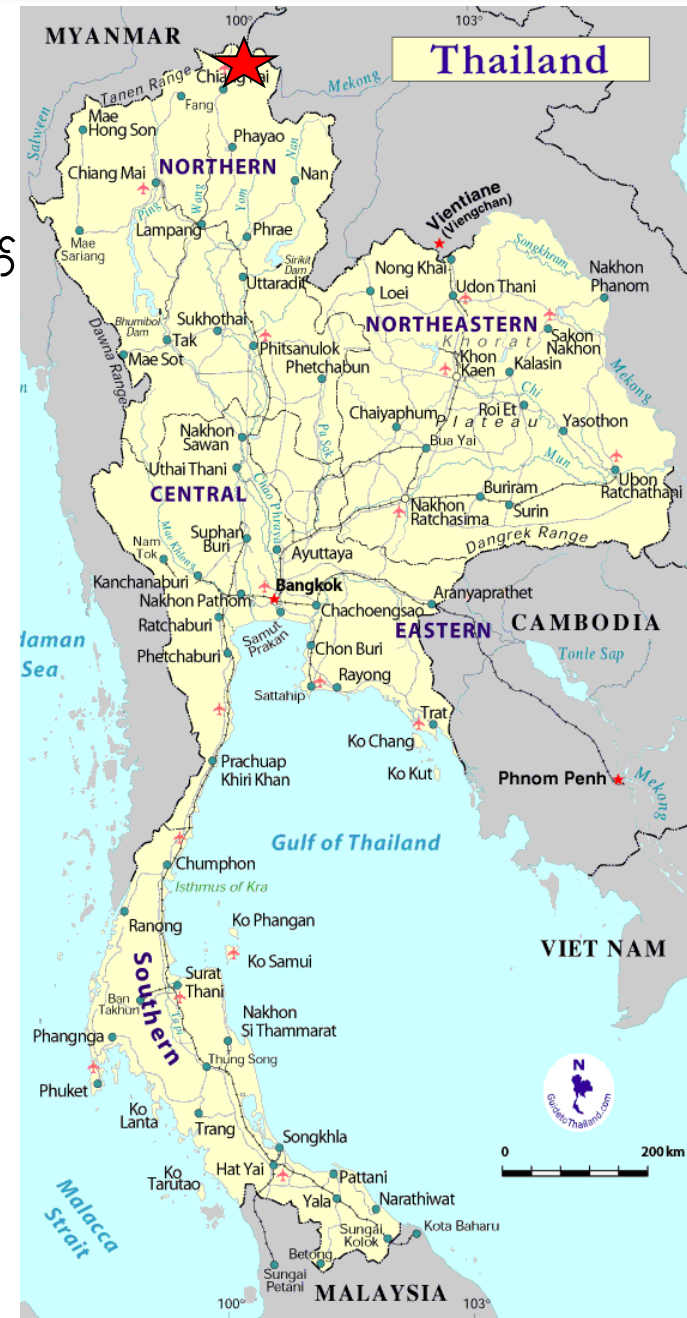 100°
103°
MYANMAR
Thailand
Tanen Range
Mekong
Salween
Fang
Mae
Hong Son
Phayao
NORTHERN
Nan
Chiang Mai
Nan
Ping
Wang
Yom
Lampang
Phrae
Mae
Sariang
Vientiane
(Viengchan)
Songkhram
Sirikit
Dam
Nong Khai
Nakhon
Phanom
Uttaradit
Loei
Udon Thani
Bhumibol
Dam
Sukhothai
NORTHEASTERN
Tak
Phitsanulok
Khorat
Sakon
Nakhon
Dawna Range
Mae Sot
Phetchabun
Khon
Kaen
Kalasin
Mekong
Chi
Chaiyaphum
Roi Et
Plateau
Yasothon
Nakhon
Sawan
Pa Sak
Bua Yai
Mun
Uthai Thani
CENTRAL
Chao Phraya
Buriram
Ubon
Ratchathani
Nakhon
Ratchasima
Surin
Mae Khlong
Suphan
Buri
Nam
Tok
Ayuttaya
Dangrek Range
Kanchanaburi
Bangkok
Aranyaprathet
Nakhon Pathom
Chachoengsao
Ratchaburi
EASTERN
CAMBODIA
Samut
Prakan
daman
Sea
Phetchaburi
Chon Buri
Tonle Sap
Rayong
Sattahip
Trat
Ko Chang
Prachuap
Khiri Khan
Ko Kut
Phnom Penh
Mekong
Gulf of Thailand
Chumphon
Isthmus of Kra
Ranong
Ko Phangan
VIET NAM
Southern
Ko Samui
Surat
Thani
Ban
Takhun
Tapi
Nakhon
Si Thammarat
Phangnga
Thung Song
N
GuidetoThailand.com
Phuket
Ko
Lanta
Trang
Songkhla
0
200 km
Hat Yai
Ko
Tarutao
Pattani
Yala
Narathiwat
Malacca
Strait
Sungai
Kolok
Kota Baharu
Betong
Sungai
Petani
MALAYSIA
100°
103°